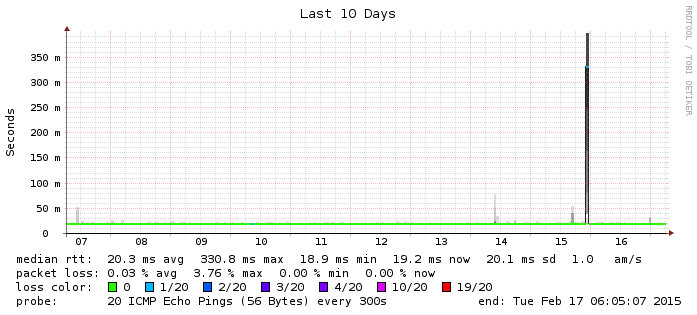 Last 10 Days
RRDTOOL / TOBI OETIKER
Seconds
350 m
300 m
250 m
200 m
150 m
100 m
50 m
0
07 08 09 10 11 12 13 14 15 16
median rtt: 20.3 ms avg 330.8 ms max 18.9 ms min 19.2 ms now 20.1 ms sd 1.0 am/s
packet loss: 0.03 % avg 3.76 % max 0.00 % min 0.00 % now
loss color: 0 1/20 2/20 3/20 4/20 10/20 19/20
probe: 20 ICMP Echo Pings (56 Bytes) every 300s end: Tue Feb 17 06:05:07 2015